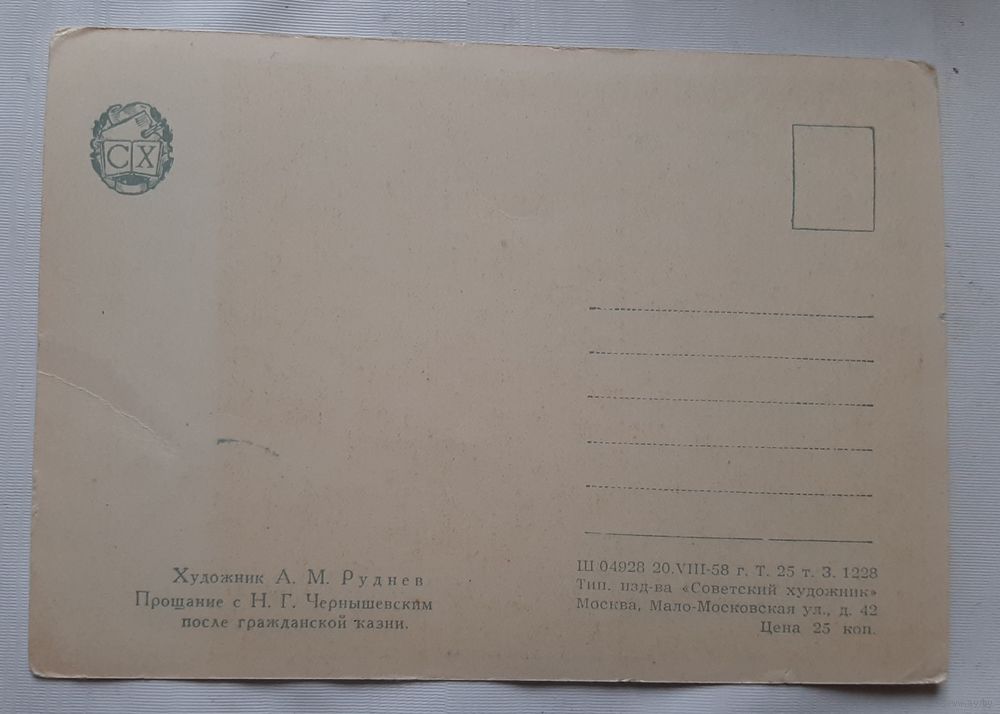 СХ
Художник А. М. Руднев
Прощание с Н. Г. Чернышевским
после гражданской казни.
Ш 04928 20.VIII-58 г. Т. 25 т. З. 1228
Тип. изд-ва «Советский художник»
Москва, Мало-Московская ул., д. 42
Цена 25 коп.